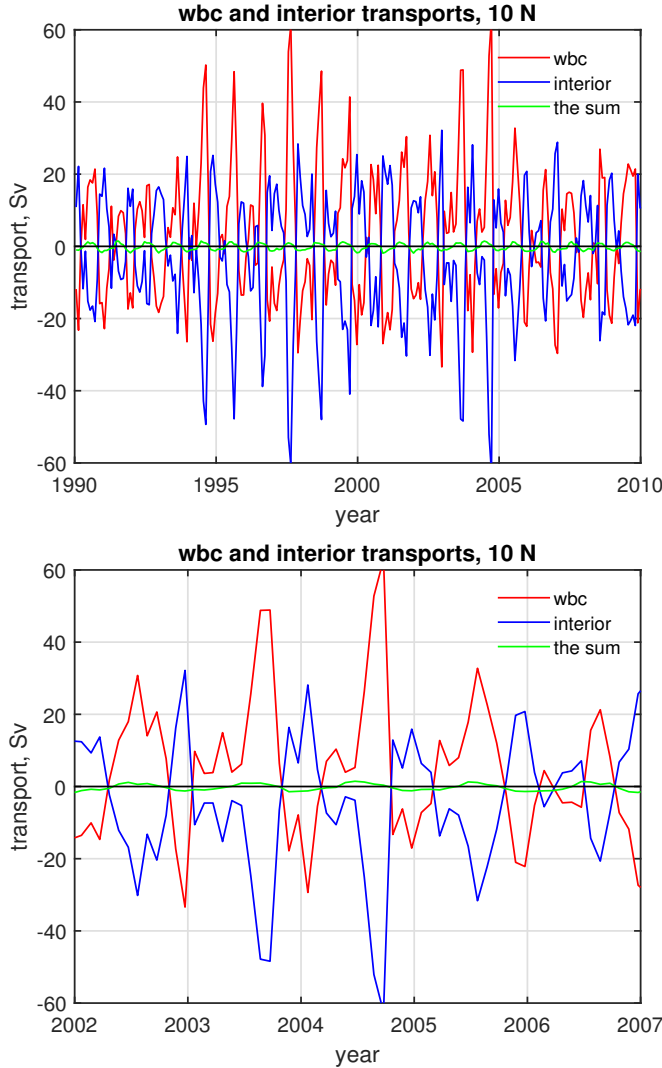 wbc and interior transports, 10 N
60
40
20
0
-20
-40
-60
transport, Sv
wbc
interior
the sum
1990
1995
2000
2005
2010
year
wbc and interior transports, 10 N
60
40
20
0
-20
-40
-60
transport, Sv
wbc
interior
the sum
2002
2003
2004
2005
2006
2007
year